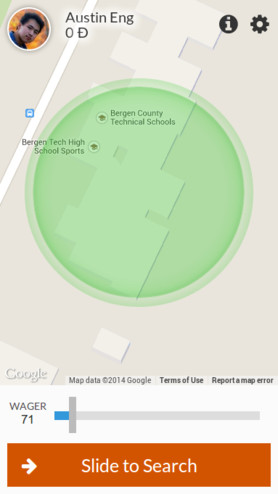 Austin Eng
0 Đ
Bergen County
Technical Schools
Bergen Tech High
School Sports
Google
Map data ©2014 Google Terms of Use Report a map error
WAGER
71
Slide to Search